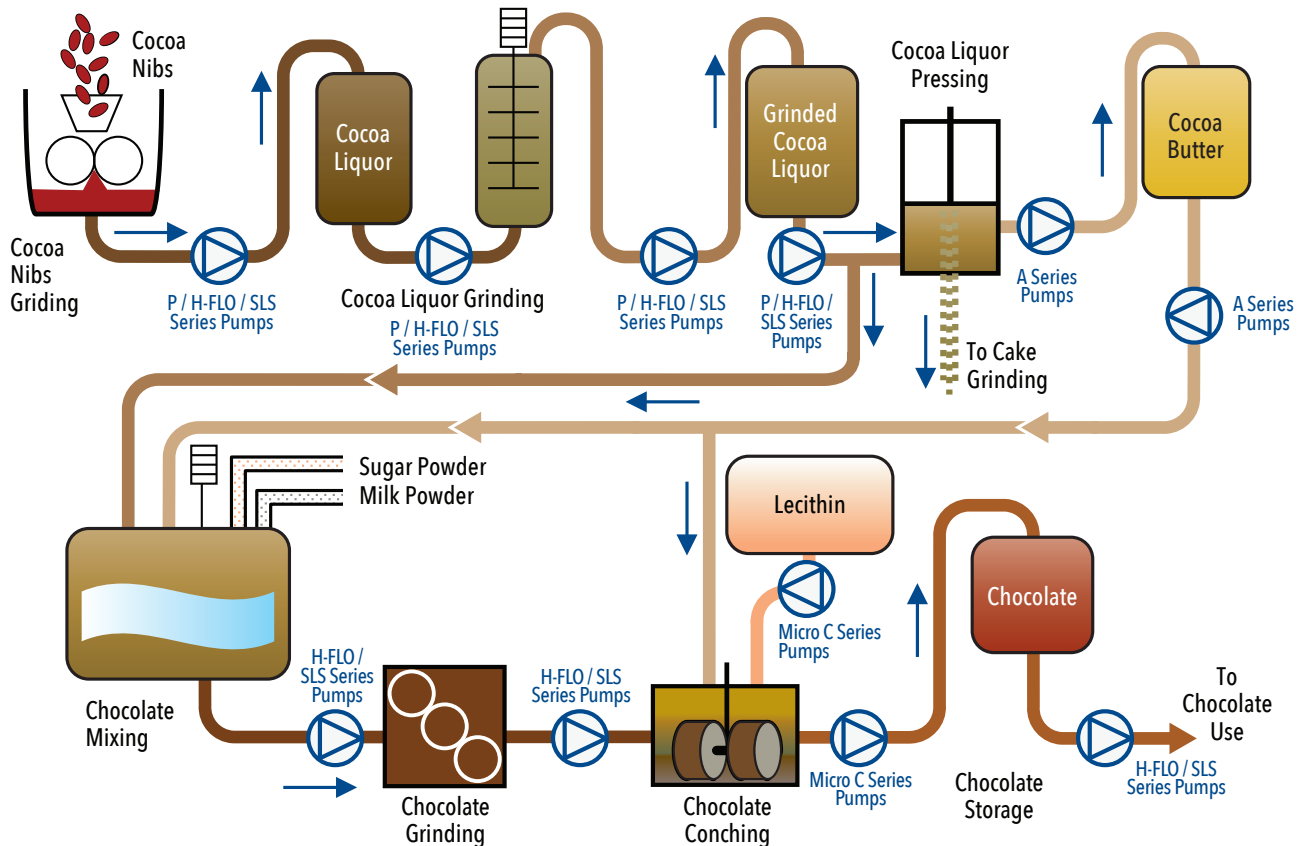 Cocoa
Nibs
Cocoa
Nibs
Griding
P / H-FLO / SLS
Series Pumps
Cocoa
Liquor
Cocoa Liquor Grinding
P / H-FLO / SLS
Series Pumps
P / H-FLO / SLS
Series Pumps
Grinded
Cocoa
Liquor
P / H-FLO /
SLS Series
Pumps
Cocoa Liquor
Pressing
To Cake
Grinding
A Series
Pumps
Cocoa
Butter
A Series
Pumps
Sugar Powder
Milk Powder
Chocolate
Mixing
H-FLO /
SLS Series
Pumps
Chocolate
Grinding
H-FLO / SLS
Series Pumps
Lecithin
Micro C Series
Pumps
Chocolate
Conching
Micro C Series
Pumps
Chocolate
Chocolate
Storage
H-FLO / SLS
Series Pumps
To
Chocolate
Use